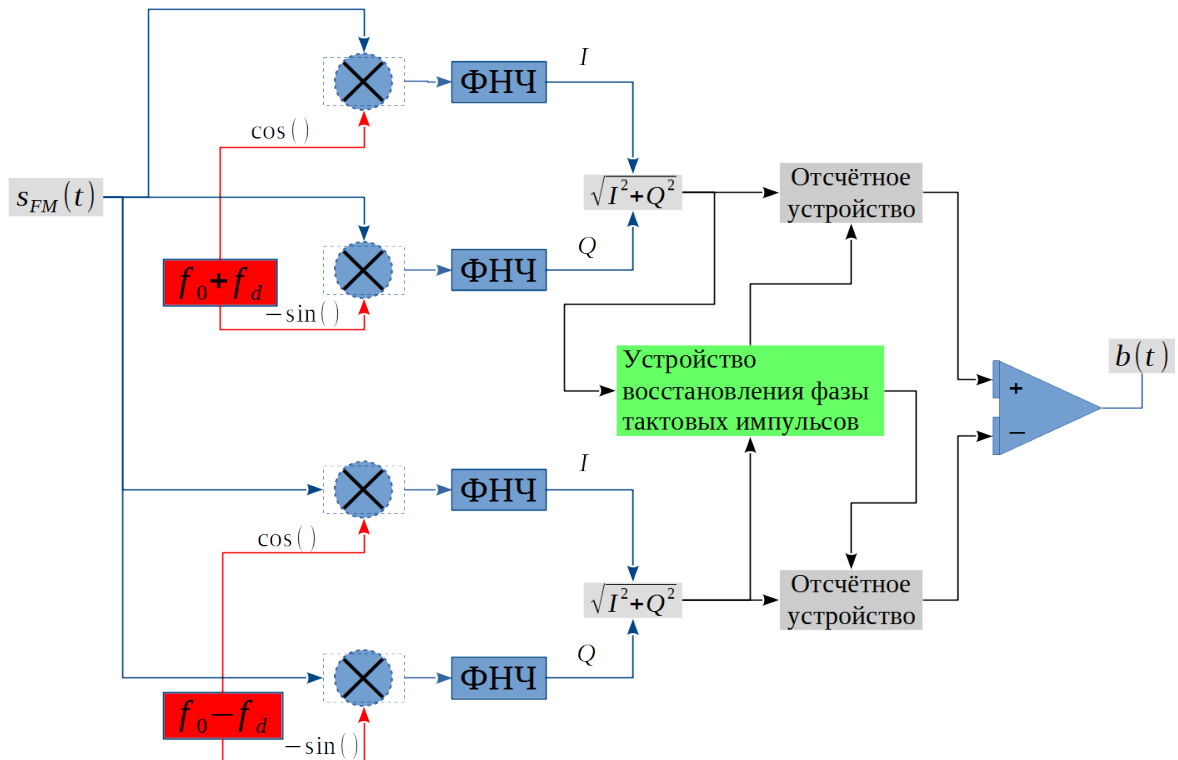 I
ФНЧ
cos()
Отсчётное
устройство
√I²+Q²
s_FM(t)
Q
ФНЧ
f₀+f_d
−sin()
Устройство
восстановления фазы
тактовых импульсов
b(t)
+
−
I
ФНЧ
cos()
Отсчётное
устройство
√I²+Q²
Q
ФНЧ
f₀−f_d
−sin()